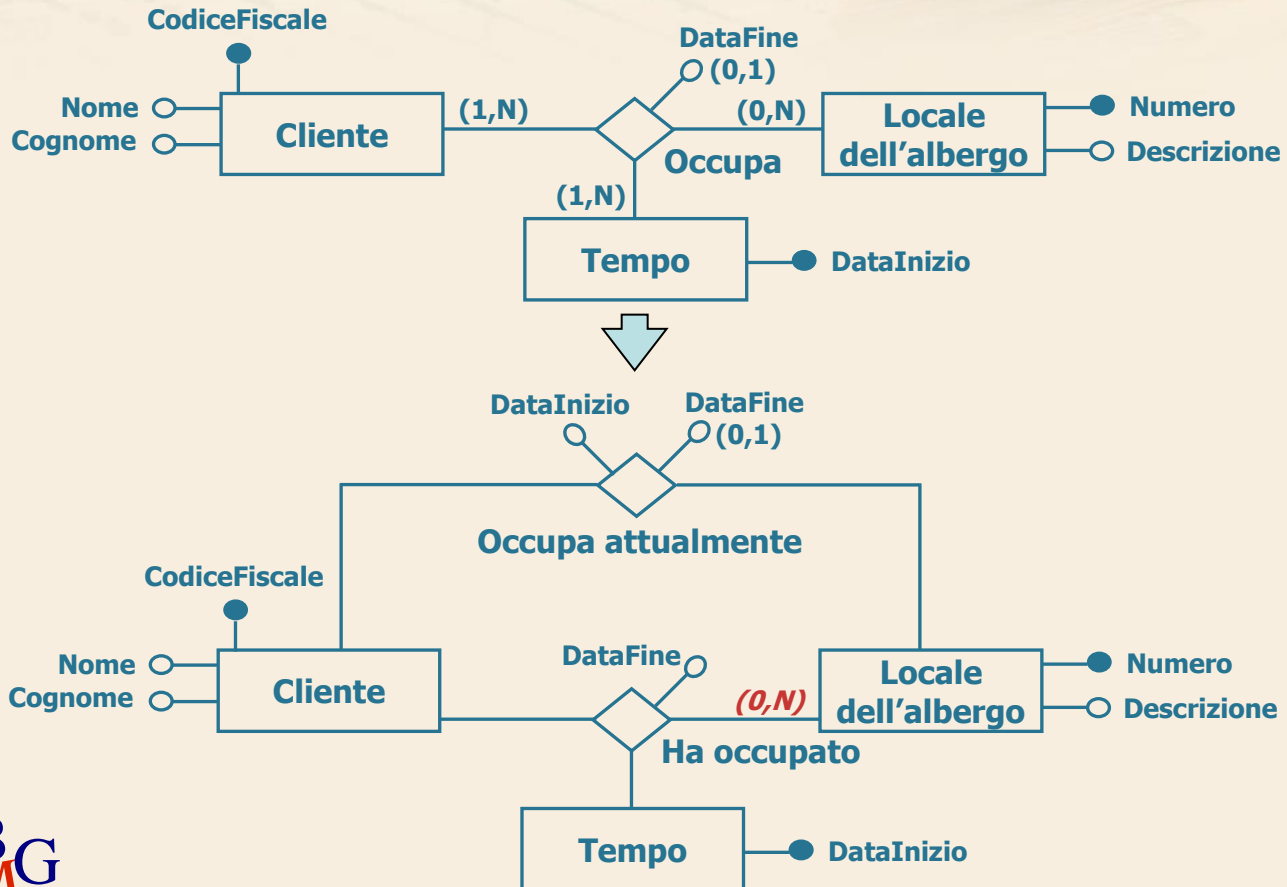 CodiceFiscale
DataFine
(0,1)
Nome
Cognome
Cliente
(1,N)
(0,N)
Locale
dell'albergo
Numero
Descrizione
Occupa
(1,N)
Tempo
DataInizio
DataInizio
DataFine
(0,1)
Occupa attualmente
CodiceFiscale
Nome
Cognome
Cliente
DataFine
(0,N)
Locale
dell'albergo
Numero
Descrizione
Ha occupato
Tempo
DataInizio
G